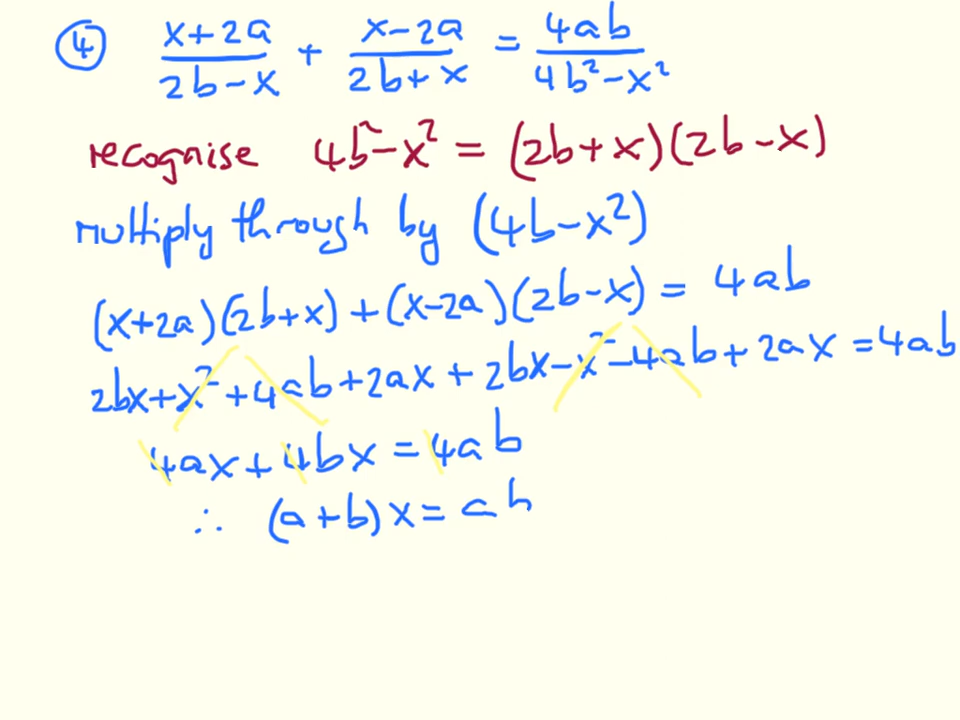 ④ (x+2a)/(2b-x) + (x-2a)/(2b+x) = 4ab/(4b²-x²)
recognise 4b²-x² = (2b+x)(2b-x)
multiply through by (4b-x²)
(x+2a)(2b+x)+(x-2a)(2b-x) = 4ab
2bx+x²+4ab+2ax+2bx-x²-4ab+2ax=4ab
4ax+4bx=4ab
∴ (a+b)x=ab